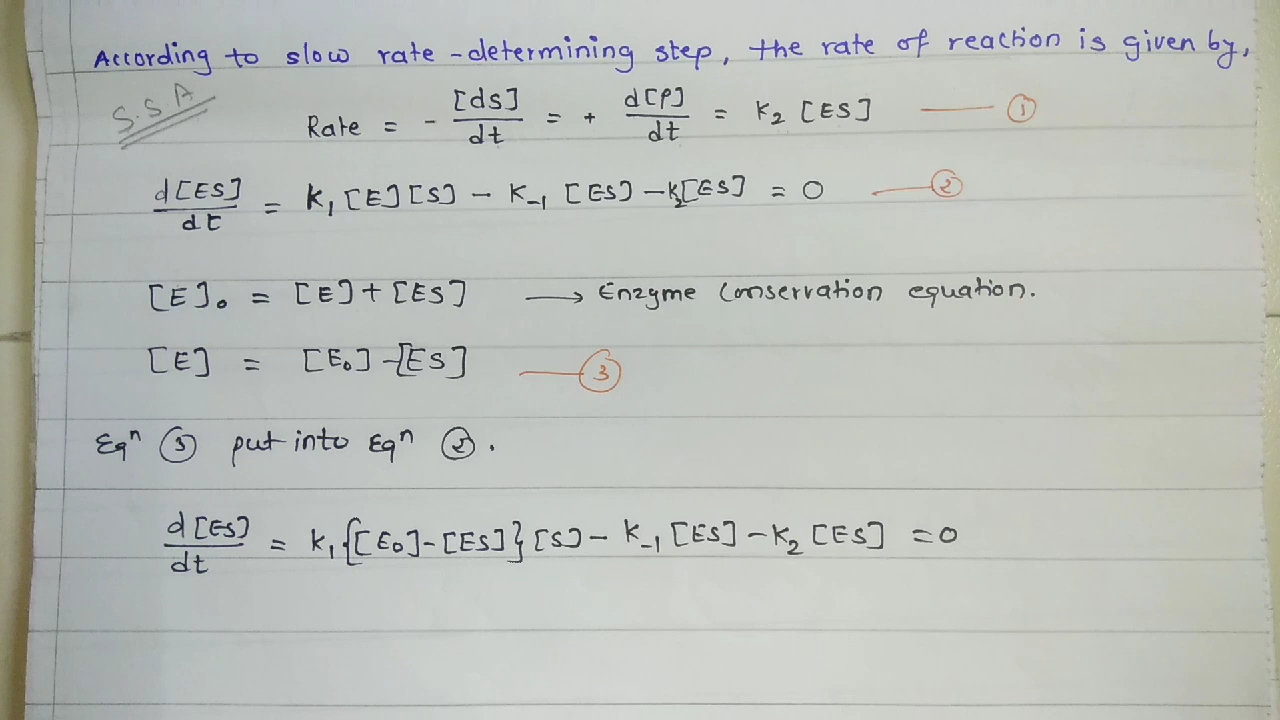 According to slow rate-determining step, the rate of reaction is given by,
S.S.A
Rate = - [ds]/dt = + d[P]/dt = K₂ [ES] — ①
d[ES]/dt = K₁[E][S] - K₋₁ [ES] - K₂[ES] = 0 — ②
[E]₀ = [E]+[ES] → Enzyme Conservation equation.
[E] = [E₀]-[ES] — ③
Eqⁿ ③ put into Eqⁿ ②.
d[ES]/dt = K₁{[E₀]-[ES]}[S] - K₋₁[ES] - K₂[ES] = 0